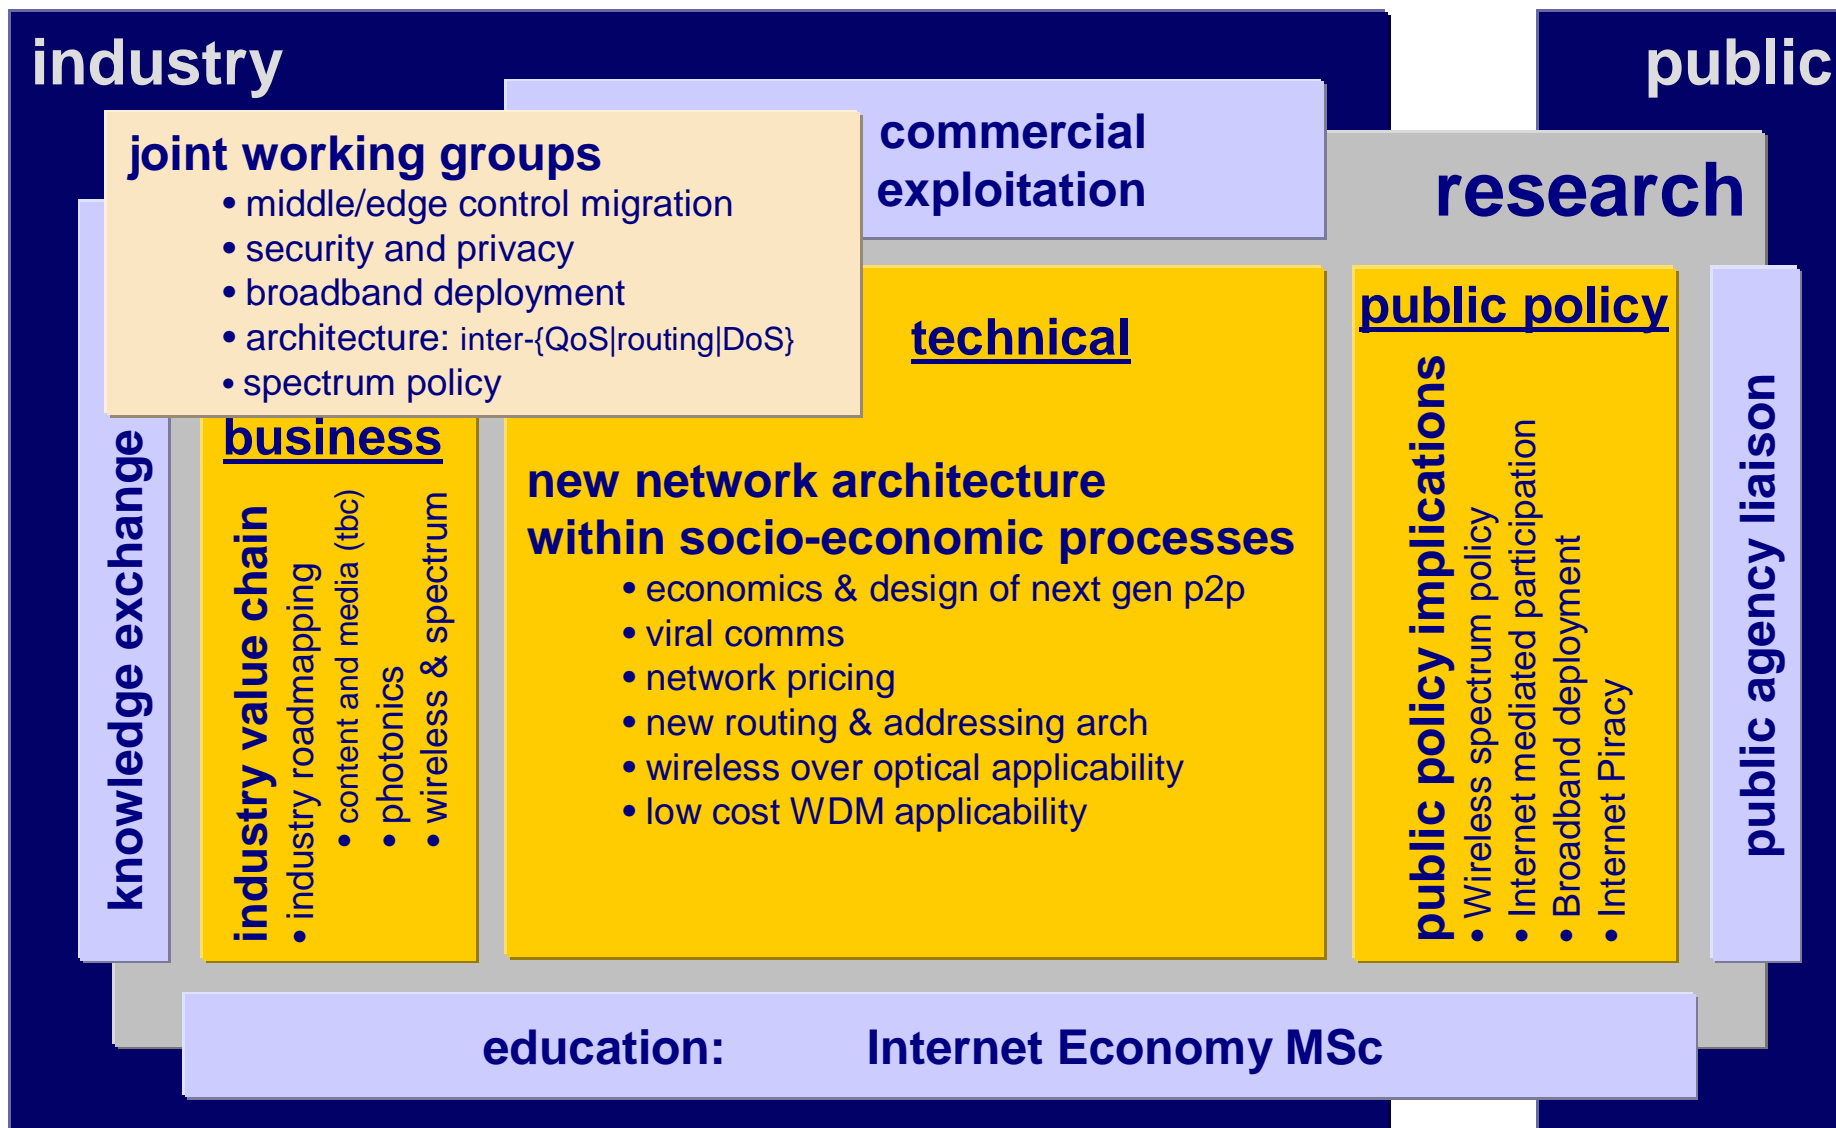 industry
public
commercial
exploitation
joint working groups
• middle/edge control migration
• security and privacy
• broadband deployment
• architecture: inter-{QoS|routing|DoS}
• spectrum policy
research
knowledge exchange
business
industry value chain
• industry roadmapping
• content and media (tbc)
• photonics
• wireless & spectrum
technical
new network architecture
within socio-economic processes
• economics & design of next gen p2p
• viral comms
• network pricing
• new routing & addressing arch
• wireless over optical applicability
• low cost WDM applicability
public policy
public policy implications
• Wireless spectrum policy
• Internet mediated participation
• Broadband deployment
• Internet Piracy
public agency liaison
education: Internet Economy MSc